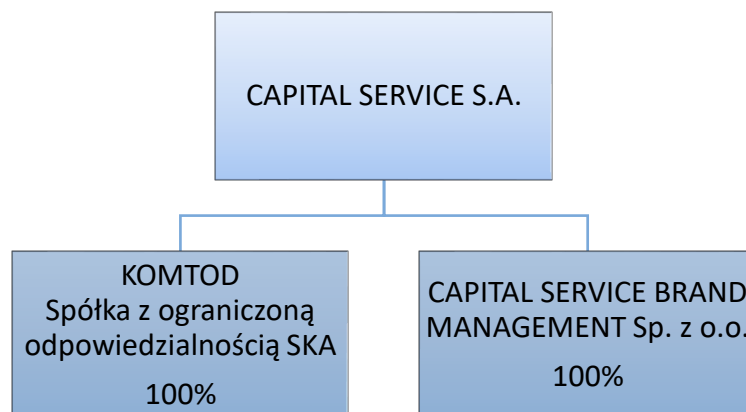 CAPITAL SERVICE S.A.
KOMTOD
Spółka z ograniczoną
odpowiedzialnością SKA
100%
CAPITAL SERVICE BRAND
MANAGEMENT Sp. z o.o.
100%